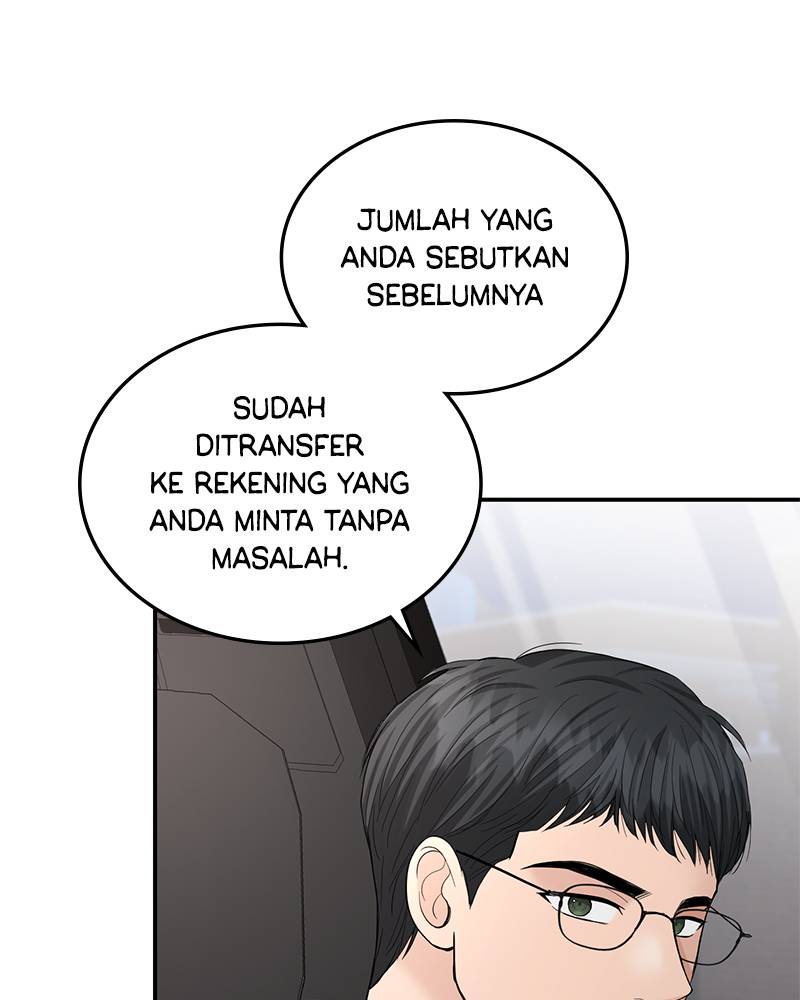 JUMLAH YANG
ANDA SEBUTKAN
SEBELUMNYA
SUDAH
DITRANSFER
KE REKENING YANG
ANDA MINTA TANPA
MASALAH.